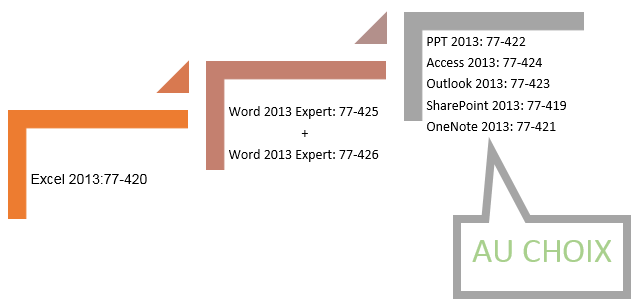 Excel 2013:77-420
Word 2013 Expert: 77-425
+
Word 2013 Expert: 77-426
PPT 2013: 77-422
Access 2013: 77-424
Outlook 2013: 77-423
SharePoint 2013: 77-419
OneNote 2013: 77-421
AU CHOIX